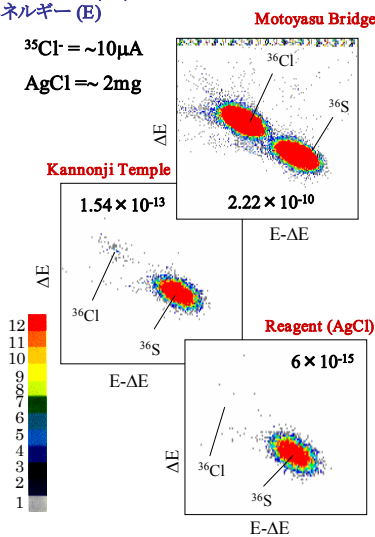 ネルギー (E)
Motoyasu Bridge
³⁵Cl⁻ = ~10μA
AgCl =~ 2mg
³⁶Cl
³⁶S
ΔE
2.22×10⁻¹⁰
E-ΔE
Kannonji Temple
1.54×10⁻¹³
ΔE
³⁶Cl
³⁶S
E-ΔE
Reagent (AgCl)
6×10⁻¹⁵
ΔE
³⁶Cl
³⁶S
E-ΔE
12
11
10
9
8
7
6
5
4
3
2
1